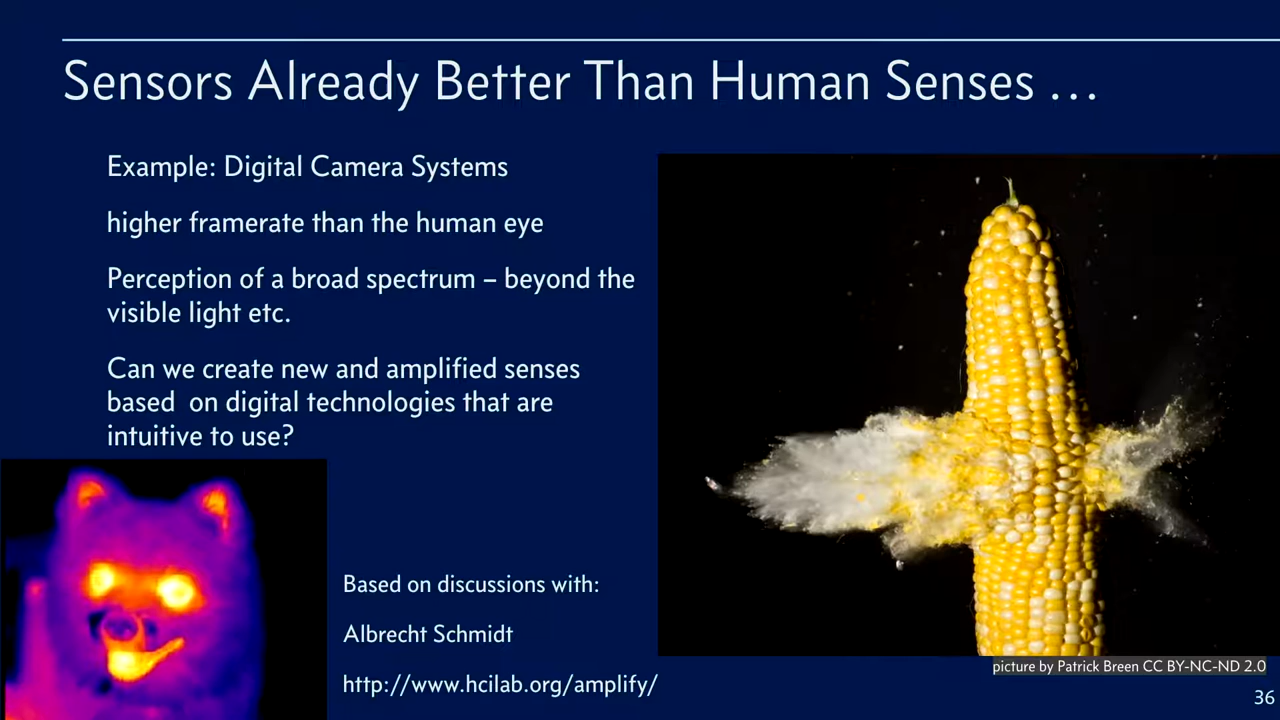 Sensors Already Better Than Human Senses …
Example: Digital Camera Systems
higher framerate than the human eye
Perception of a broad spectrum – beyond the
visible light etc.
Can we create new and amplified senses
based  on digital technologies that are
intuitive to use?
Based on discussions with:
Albrecht Schmidt
http://www.hcilab.org/amplify/
picture by Patrick Breen CC BY-NC-ND 2.0
36